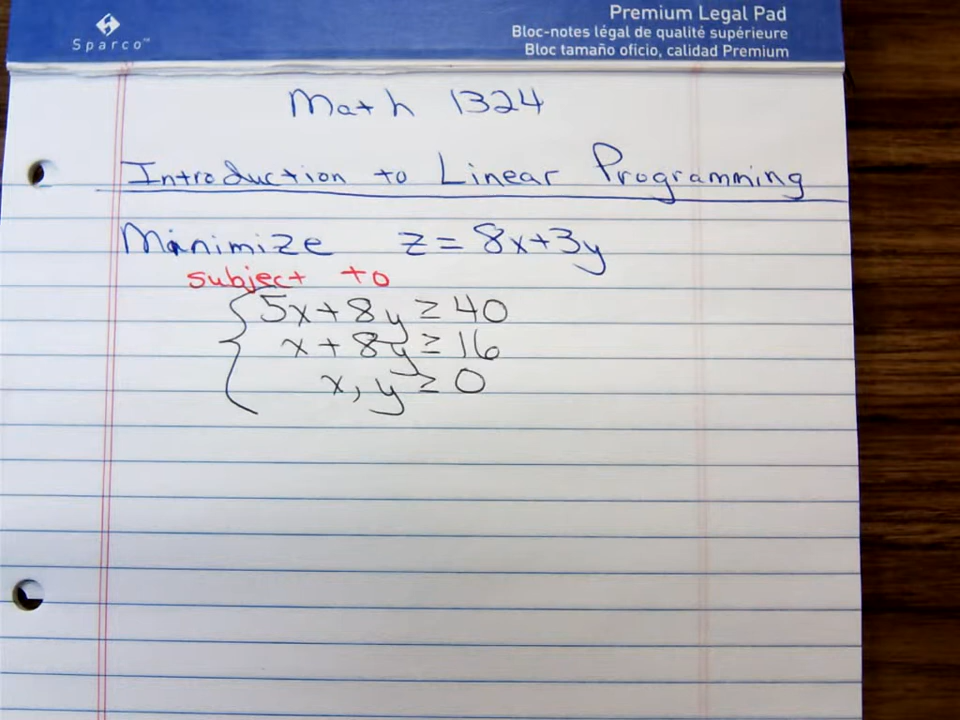 Sparco™
Premium Legal Pad
Bloc-notes légal de qualité supérieure
Bloc tamaño oficio, calidad Premium
Math 1324
Introduction to Linear Programming
Minimize z = 8x+3y
subject to
5x+8y ≥ 40
x + 8y ≥ 16
x, y ≥ 0